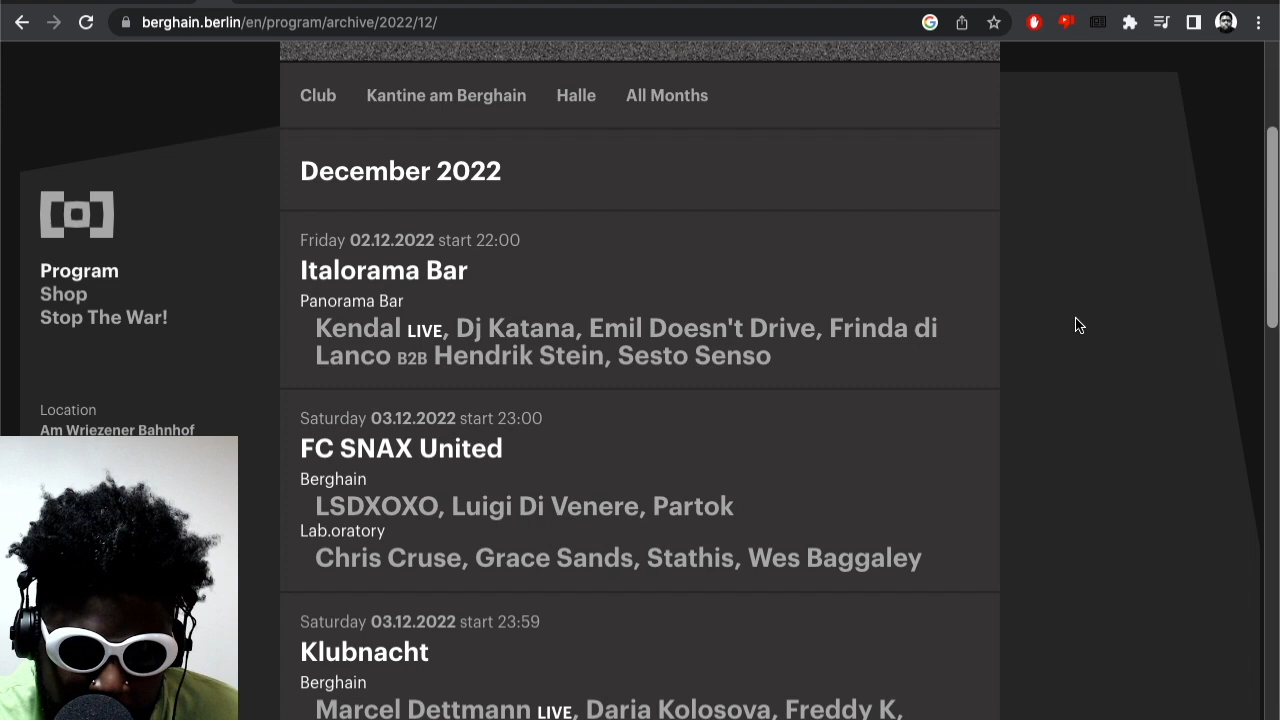 berghain.berlin/en/program/archive/2022/12/
Club Kantine am Berghain Halle All Months
December 2022
Program
Shop
Stop The War!
Location
Am Wriezener Bahnhof
Friday 02.12.2022 start 22:00
Italorama Bar
Panorama Bar
Kendal LIVE, Dj Katana, Emil Doesn't Drive, Frinda di
Lanco B2B Hendrik Stein, Sesto Senso
Saturday 03.12.2022 start 23:00
FC SNAX United
Berghain
LSDXOXO, Luigi Di Venere, Partok
Lab.oratory
Chris Cruse, Grace Sands, Stathis, Wes Baggaley
Saturday 03.12.2022 start 23:59
Klubnacht
Berghain
Marcel Dettmann LIVE, Daria Kolosova, Freddy K,